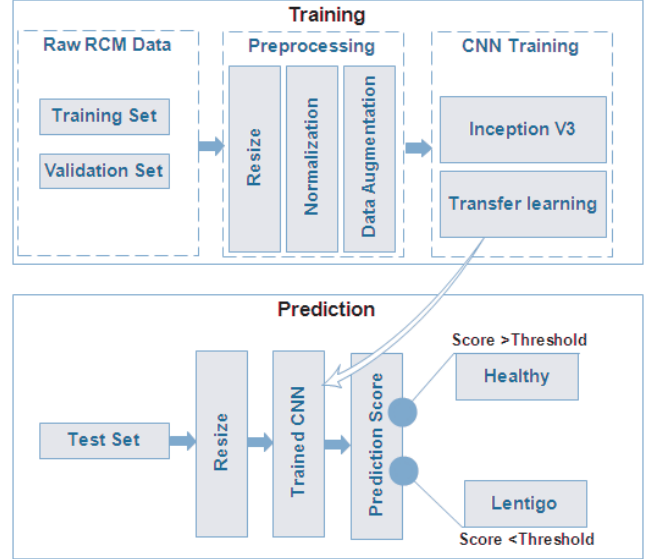 Training
Raw RCM Data
Training Set
Validation Set
Preprocessing
Resize
Normalization
Data Augmentation
CNN Training
Inception V3
Transfer learning
Prediction
Test Set
Resize
Trained CNN
Prediction Score
Score >Threshold
Healthy
Lentigo
Score <Threshold